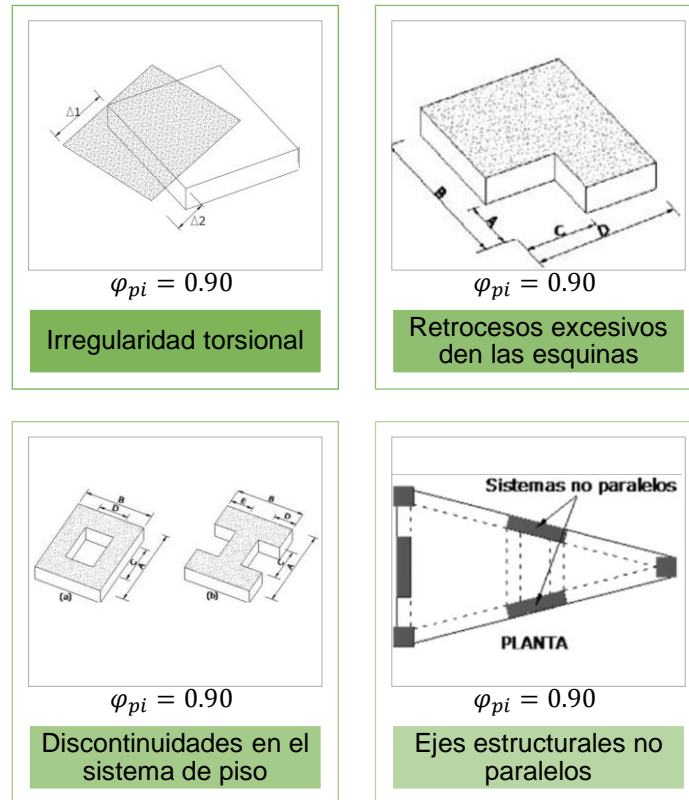 Δ1
Δ2
φpi = 0.90
Irregularidad torsional
B
A
C
D
φpi = 0.90
Retrocesos excesivos
den las esquinas
B
D
C
A
(a)
B
E
D
C
A
(b)
φpi = 0.90
Discontinuidades en el
sistema de piso
Sistemas no paralelos
PLANTA
φpi = 0.90
Ejes estructurales no
paralelos